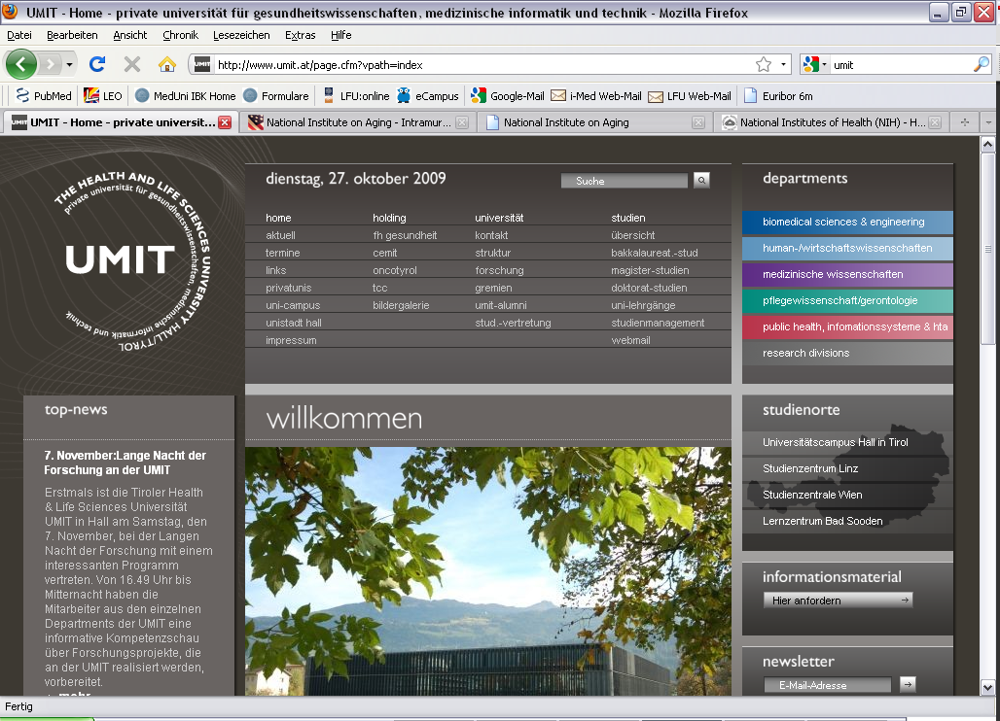 UMIT - Home - private universität für gesundheitswissenschaften, medizinische informatik und technik - Mozilla Firefox
Datei Bearbeiten Ansicht Chronik Lesezeichen Extras Hilfe
UMIT http://www.umit.at/page.cfm?vpath=index umit
PubMed LEO MedUni IBK Home Formulare LFU:online eCampus Google-Mail i-Med Web-Mail LFU Web-Mail Euribor 6m
UMIT UMIT - Home - private universit... National Institute on Aging - Intramur... National Institute on Aging National Institutes of Health (NIH) - H...
THE HEALTH AND LIFE SCIENCES UNIVERSITY HALL/TYROL
private universität für gesundheitswissenschaften, medizinische informatik und technik
UMIT
dienstag, 27. oktober 2009
Suche
home holding universität studien
aktuell fh gesundheit kontakt übersicht
termine cemit struktur bakkalaureat.-stud
links oncotyrol forschung magister-studien
privatunis tcc gremien doktorat-studien
uni-campus bildergalerie umit-alumni uni-lehrgänge
unistadt hall stud.-vertretung studienmanagement
impressum webmail
departments
biomedical sciences & engineering
human-/wirtschaftswissenschaften
medizinische wissenschaften
pflegewissenschaft/gerontologie
public health, infomationssysteme & hta
research divisions
top-news
7. November:Lange Nacht der
Forschung an der UMIT
Erstmals ist die Tiroler Health
& Life Sciences Universität
UMIT in Hall am Samstag, den
7. November, bei der Langen
Nacht der Forschung mit einem
interessanten Programm
vertreten. Von 16.49 Uhr bis
Mitternacht haben die
Mitarbeiter aus den einzelnen
Departments der UMIT eine
informative Kompetenzschau
über Forschungsprojekte, die
an der UMIT realisiert werden,
vorbereitet.
mehr
willkommen
studienorte
Universitätscampus Hall in Tirol
Studienzentrum Linz
Studienzentrale Wien
Lernzentrum Bad Sooden
informationsmaterial
Hier anfordern
newsletter
E-Mail-Adresse
Fertig